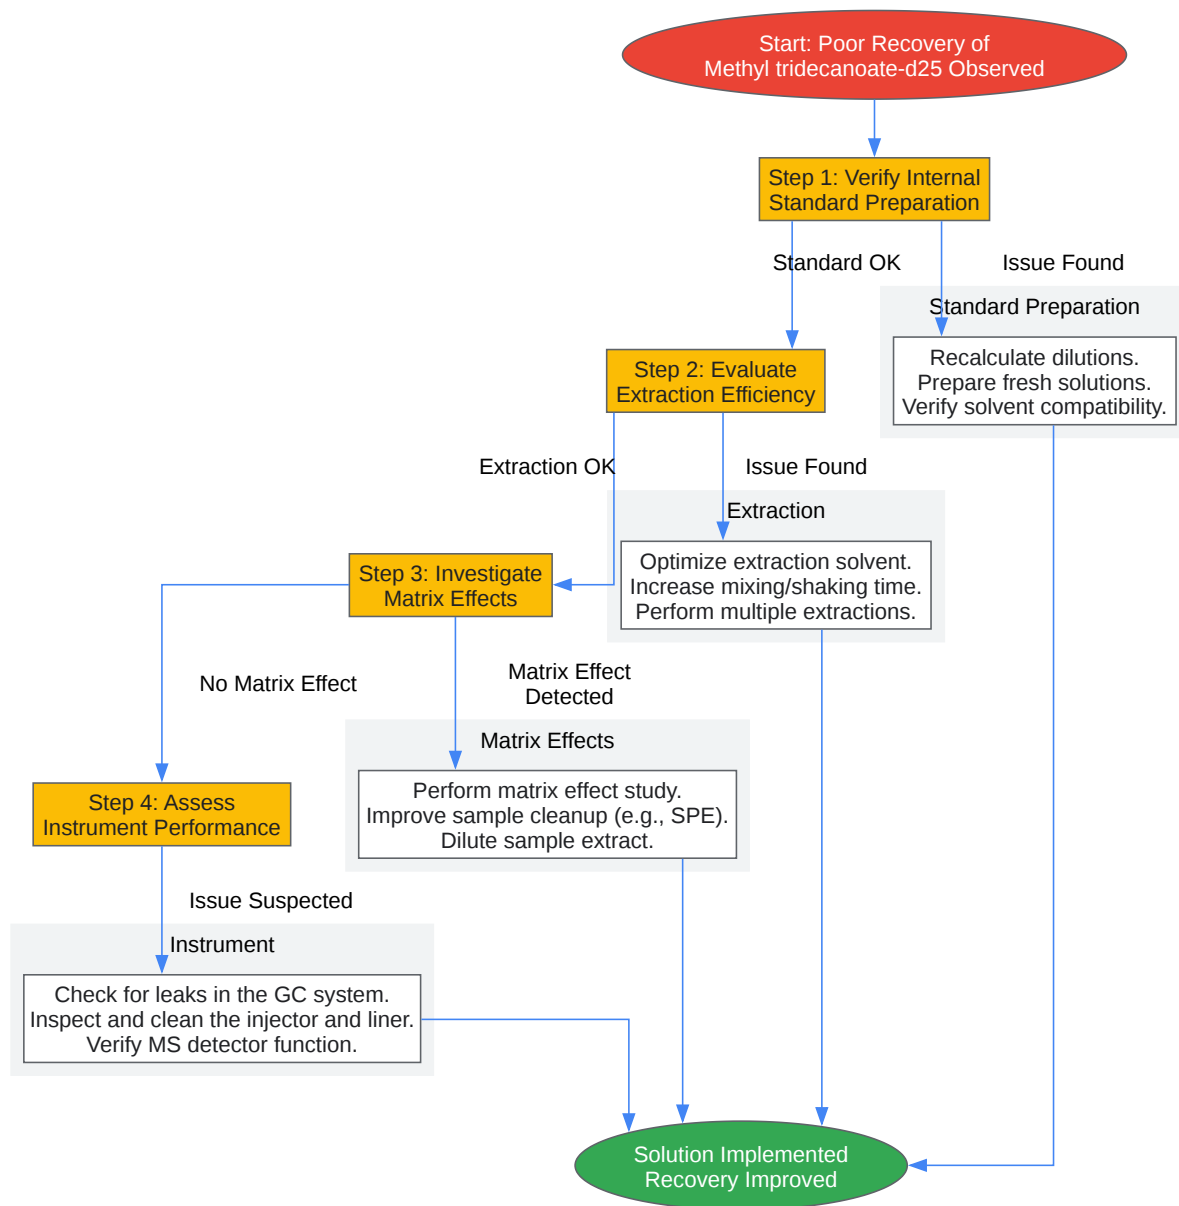 Start: Poor Recovery of
Methyl tridecanoate-d25 Observed
Step 1: Verify Internal
Standard Preparation
Standard OK
Issue Found
Standard Preparation
Recalculate dilutions.
Prepare fresh solutions.
Verify solvent compatibility.
Step 2: Evaluate
Extraction Efficiency
Extraction OK
Issue Found
Extraction
Optimize extraction solvent.
Increase mixing/shaking time.
Perform multiple extractions.
Step 3: Investigate
Matrix Effects
No Matrix Effect
Matrix Effect
Detected
Matrix Effects
Perform matrix effect study.
Improve sample cleanup (e.g., SPE).
Dilute sample extract.
Step 4: Assess
Instrument Performance
Issue Suspected
Instrument
Check for leaks in the GC system.
Inspect and clean the injector and liner.
Verify MS detector function.
Solution Implemented
Recovery Improved